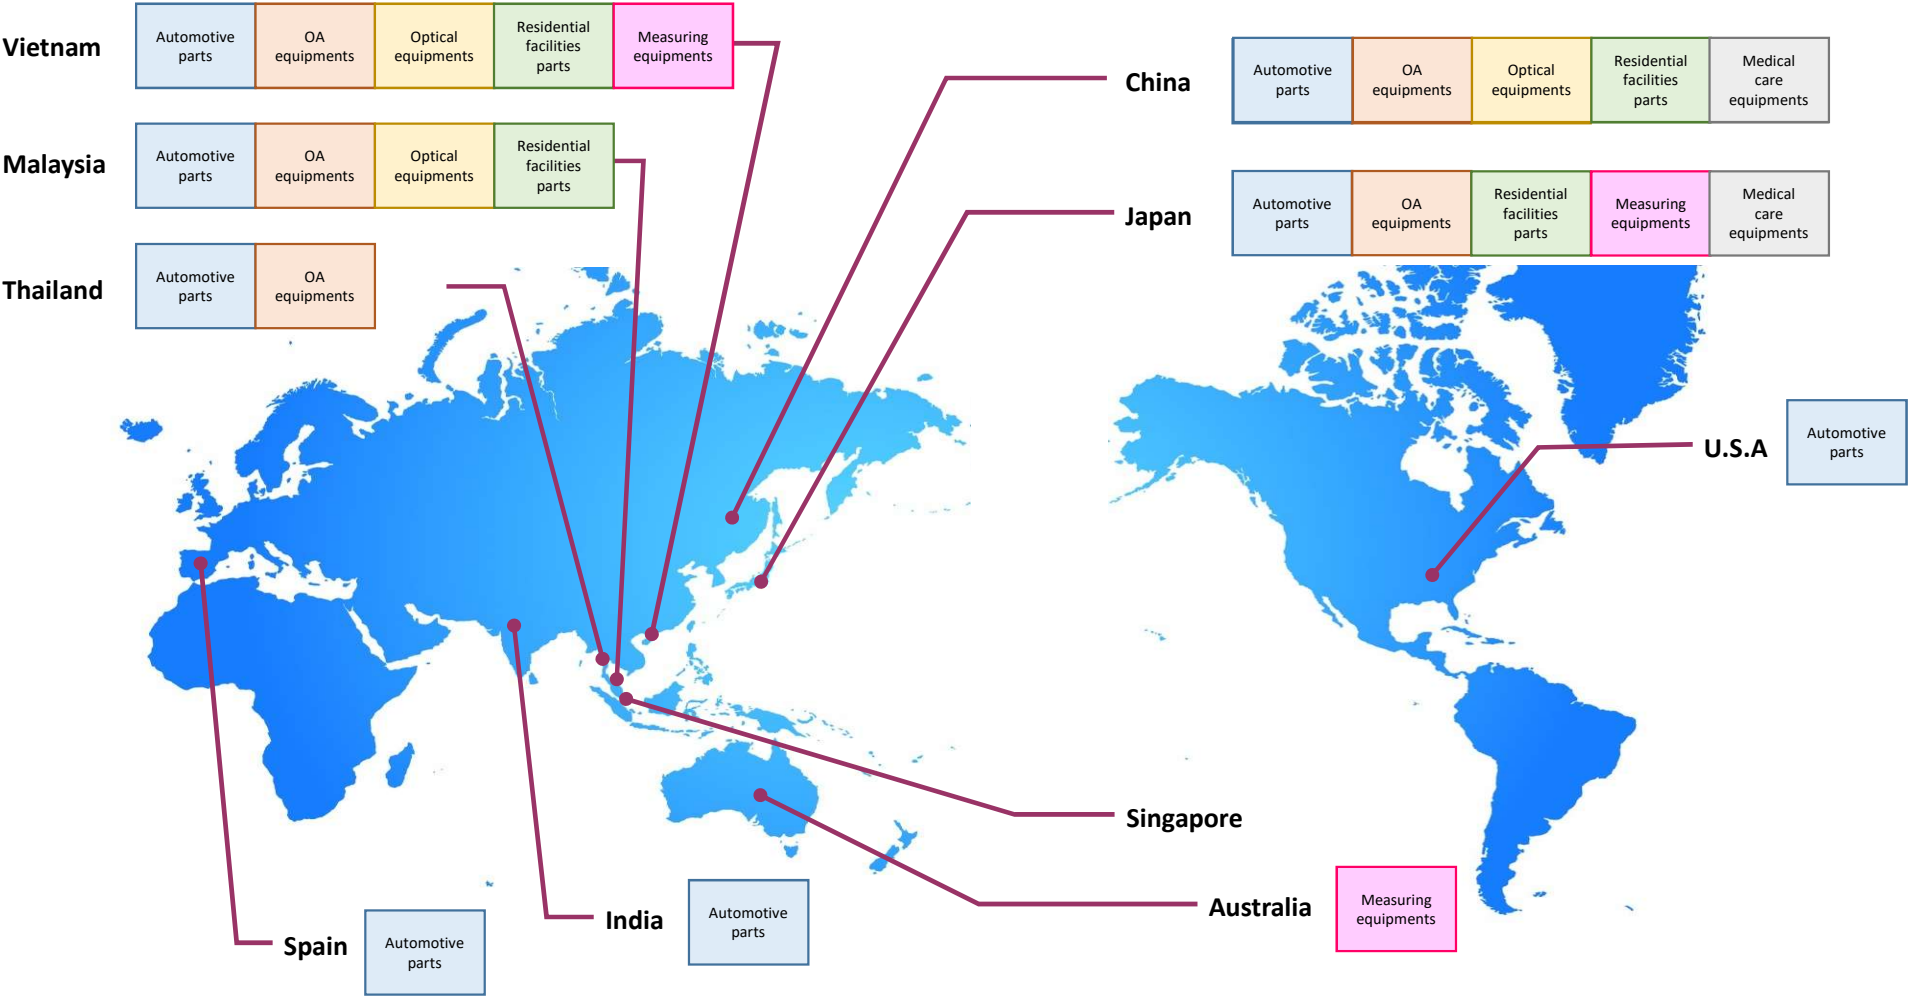 Vietnam
Automotive
parts
OA
equipments
Optical
equipments
Residential
facilities
parts
Measuring
equipments
China
Automotive
parts
OA
equipments
Optical
equipments
Residential
facilities
parts
Medical
care
equipments
Malaysia
Automotive
parts
OA
equipments
Optical
equipments
Residential
facilities
parts
Japan
Automotive
parts
OA
equipments
Residential
facilities
parts
Measuring
equipments
Medical
care
equipments
Thailand
Automotive
parts
OA
equipments
U.S.A
Automotive
parts
Singapore
Australia
Measuring
equipments
India
Automotive
parts
Spain
Automotive
parts